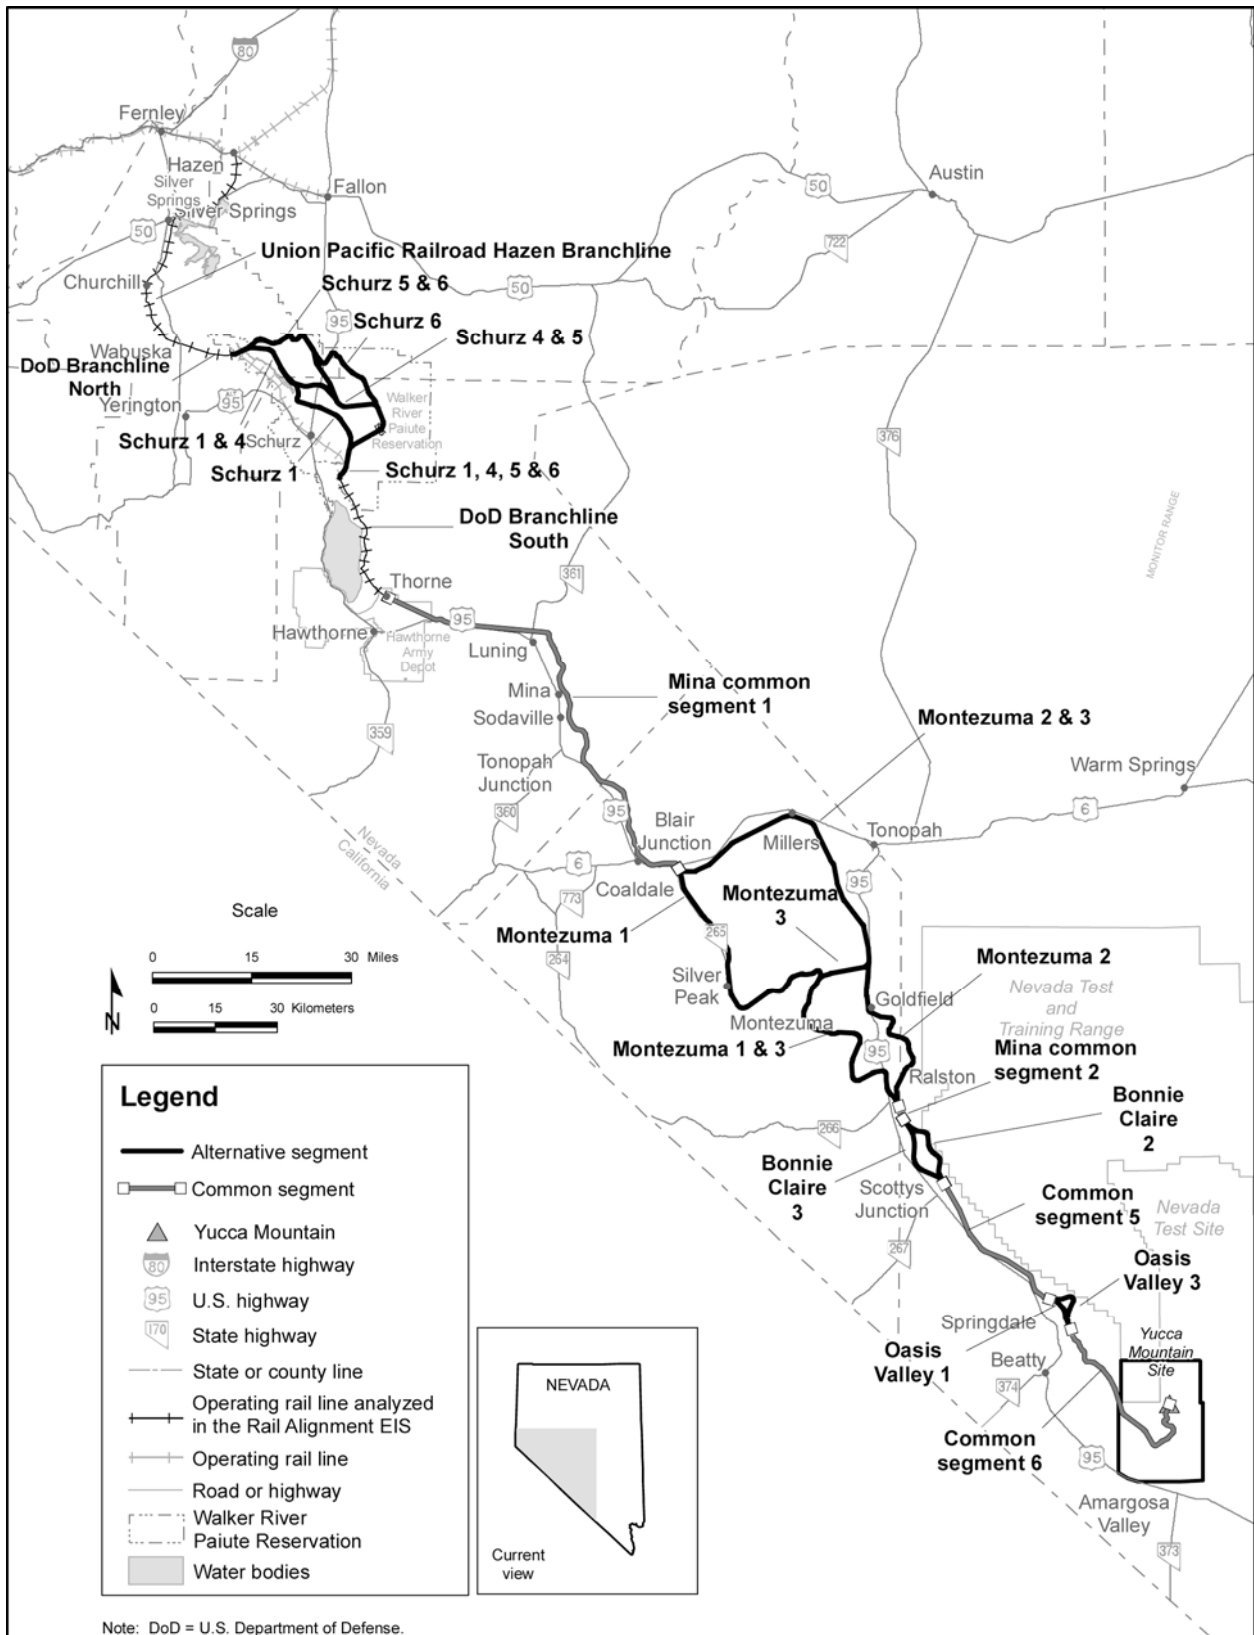 80
Fernley
Hazen
Silver
Springs
Silver Springs
Fallon
50
Austin
50
722
Union Pacific Railroad Hazen Branchline
Churchill
Schurz 5 & 6
50
95
Schurz 6
Schurz 4 & 5
Wabuska
DoD Branchline
North
Yerington
95
Walker
River
Paiute
Reservation
376
Schurz 1 & 4
Schurz
Schurz 1
Schurz 1, 4, 5 & 6
MONITOR RANGE
DoD Branchline
South
361
Thorne
95
Hawthorne
Hawthorne
Army
Depot
Luning
Mina
Mina common
segment 1
Sodaville
359
Montezuma 2 & 3
Tonopah
Junction
Warm Springs
360
95
Blair
Junction
6
Millers
Tonopah
Nevada
California
6
Coaldale
773
95
Montezuma
3
Scale
0
15
30 Miles
0
15
30 Kilometers
N
Montezuma 1
265
264
Silver
Peak
Montezuma 2
Nevada Test
and
Training Range
Goldfield
Montezuma
Montezuma 1 & 3
95
Mina common
segment 2
Ralston
Bonnie
Claire
2
266
Bonnie
Claire
3
Scottys
Junction
Common
segment 5
Nevada
Test Site
267
Oasis
Valley 3
Springdale
Yucca
Mountain
Site
Oasis
Valley 1
Beatty
374
Common
segment 6
95
Amargosa
Valley
373
Legend
Alternative segment
Common segment
Yucca Mountain
80
Interstate highway
95
U.S. highway
170
State highway
State or county line
Operating rail line analyzed
in the Rail Alignment EIS
Operating rail line
Road or highway
Walker River
Paiute Reservation
Water bodies
NEVADA
Current
view
Note: DoD = U.S. Department of Defense.